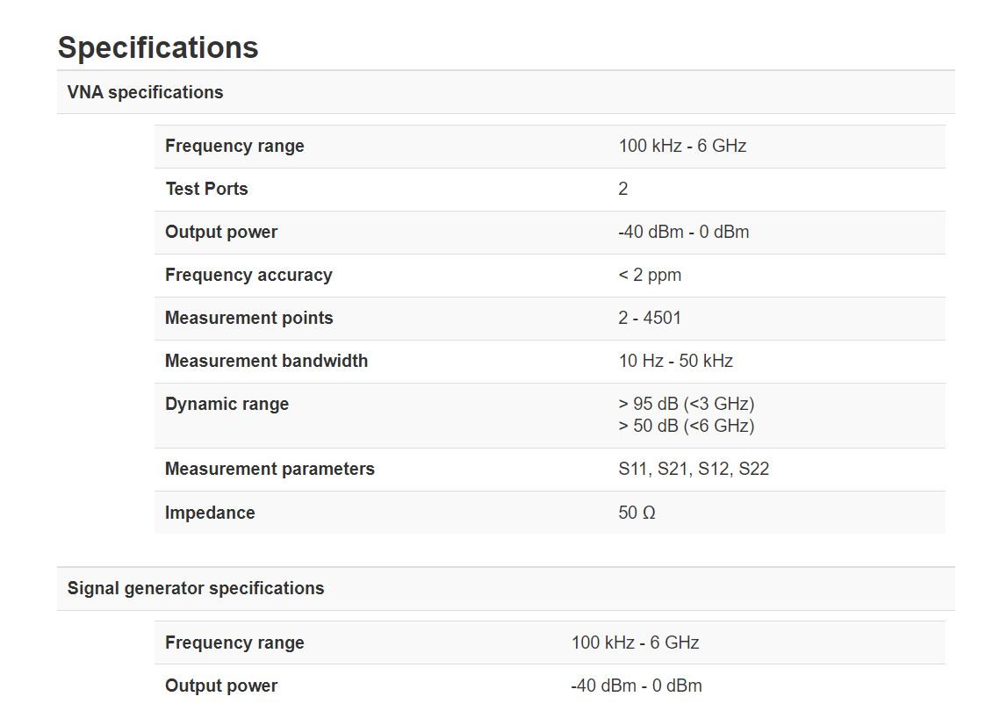 Specifications
VNA specifications
Frequency range 100 kHz - 6 GHz
Test Ports 2
Output power -40 dBm - 0 dBm
Frequency accuracy < 2 ppm
Measurement points 2 - 4501
Measurement bandwidth 10 Hz - 50 kHz
Dynamic range > 95 dB (<3 GHz)
> 50 dB (<6 GHz)
Measurement parameters S11, S21, S12, S22
Impedance 50 Ω
Signal generator specifications
Frequency range 100 kHz - 6 GHz
Output power -40 dBm - 0 dBm